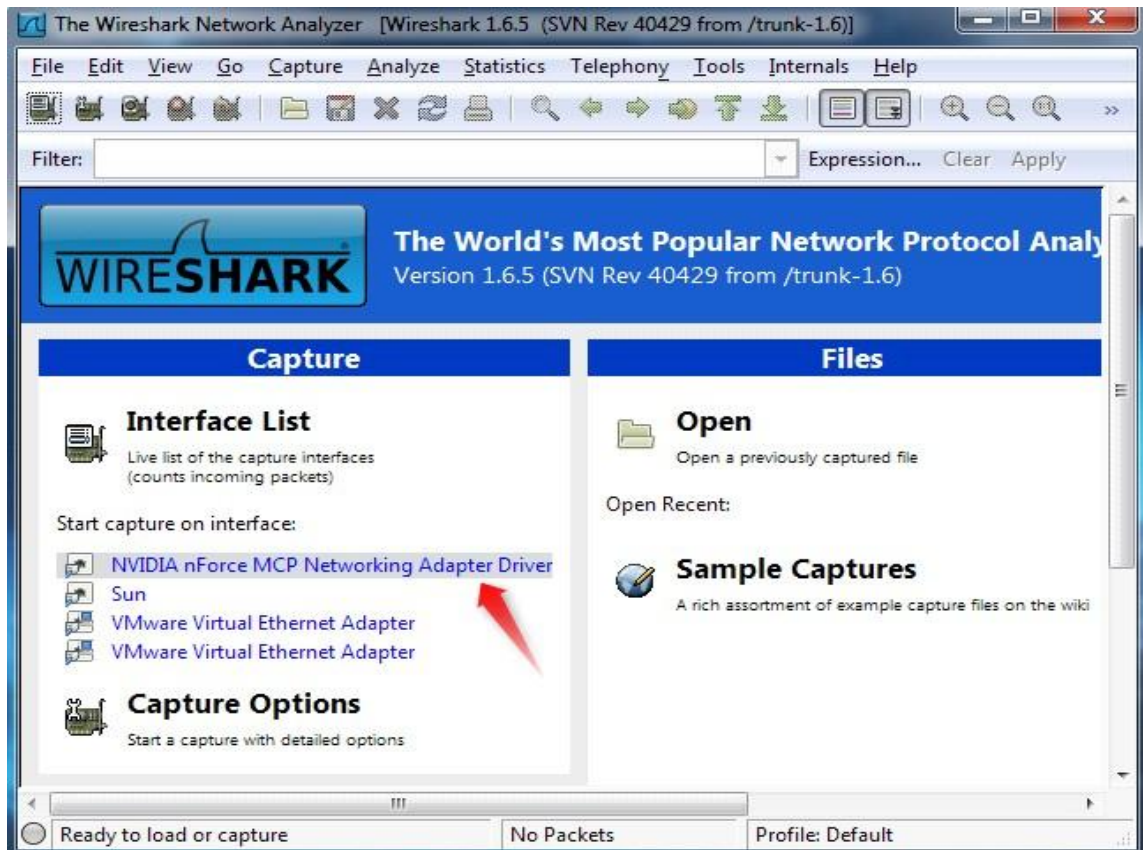 The Wireshark Network Analyzer [Wireshark 1.6.5 (SVN Rev 40429 from /trunk-1.6)]
File Edit View Go Capture Analyze Statistics Telephony Tools Internals Help
Filter: Expression... Clear Apply
WIRESHARK
The World's Most Popular Network Protocol Analy
Version 1.6.5 (SVN Rev 40429 from /trunk-1.6)
Capture
Interface List
Live list of the capture interfaces
(counts incoming packets)
Start capture on interface:
NVIDIA nForce MCP Networking Adapter Driver
Sun
VMware Virtual Ethernet Adapter
VMware Virtual Ethernet Adapter
Capture Options
Start a capture with detailed options
Files
Open
Open a previously captured file
Open Recent:
Sample Captures
A rich assortment of example capture files on the wiki
Ready to load or capture No Packets Profile: Default